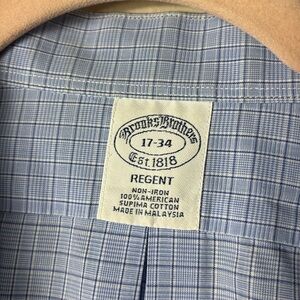 Brooks Brothers
17-34
Est. 1818
REGENT
NON-IRON
100% AMERICAN
SUPIMA COTTON
MADE IN MALAYSIA